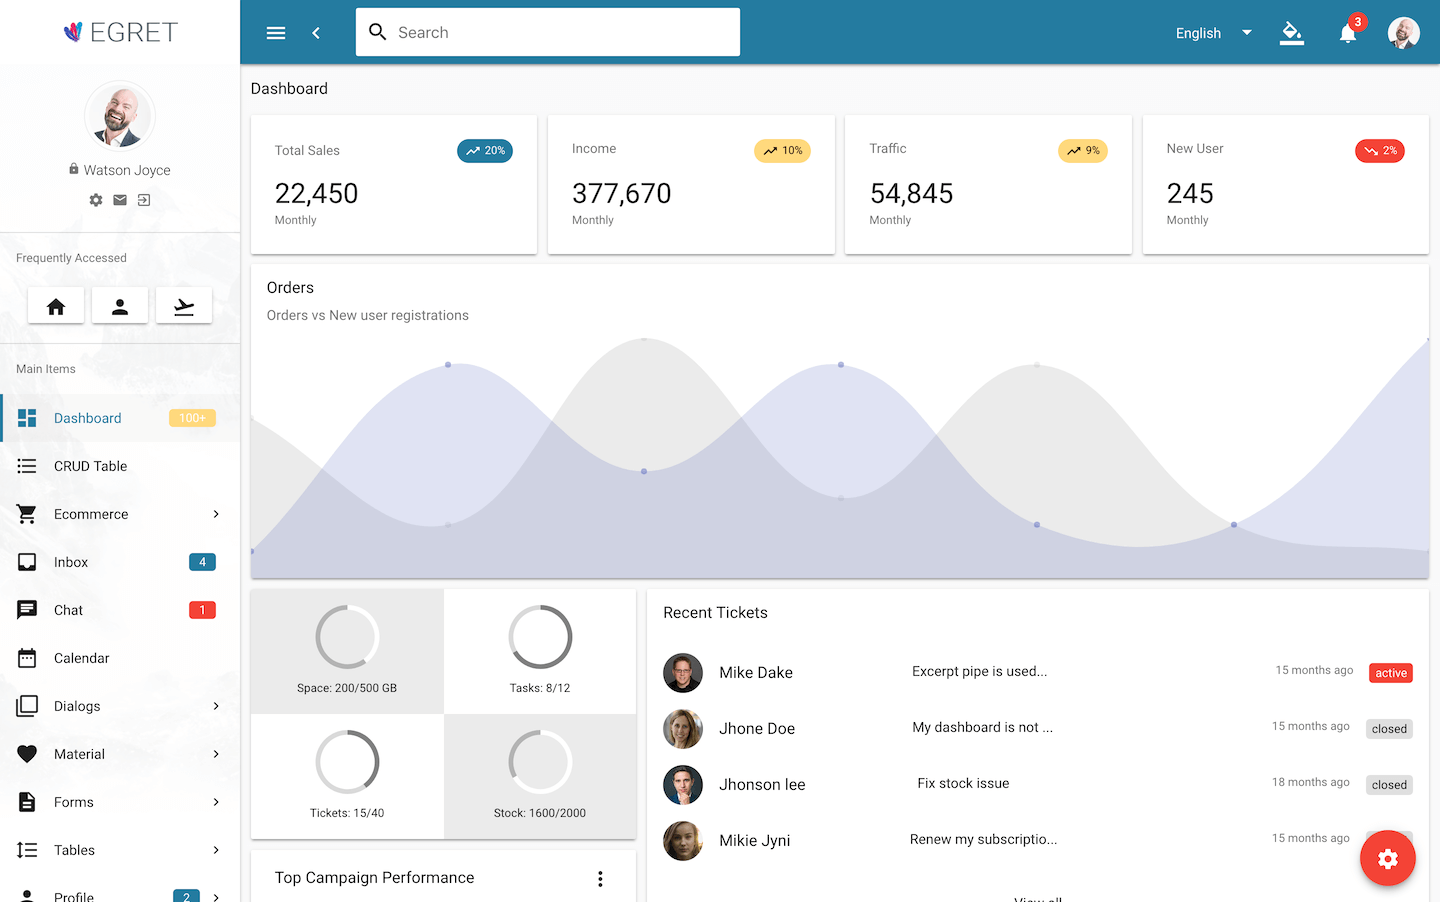 EGRET
Search
English
3
Watson Joyce
Frequently Accessed
Main Items
Dashboard 100+
CRUD Table
Ecommerce
Inbox 4
Chat 1
Calendar
Dialogs
Material
Forms
Tables
Profile 2
Dashboard
Total Sales 20%
22,450
Monthly
Income 10%
377,670
Monthly
Traffic 9%
54,845
Monthly
New User 2%
245
Monthly
Orders
Orders vs New user registrations
Space: 200/500 GB
Tasks: 8/12
Tickets: 15/40
Stock: 1600/2000
Top Campaign Performance
Recent Tickets
Mike Dake Excerpt pipe is used... 15 months ago active
Jhone Doe My dashboard is not ... 15 months ago closed
Jhonson lee Fix stock issue 18 months ago closed
Mikie Jyni Renew my subscriptio... 15 months ago
View all